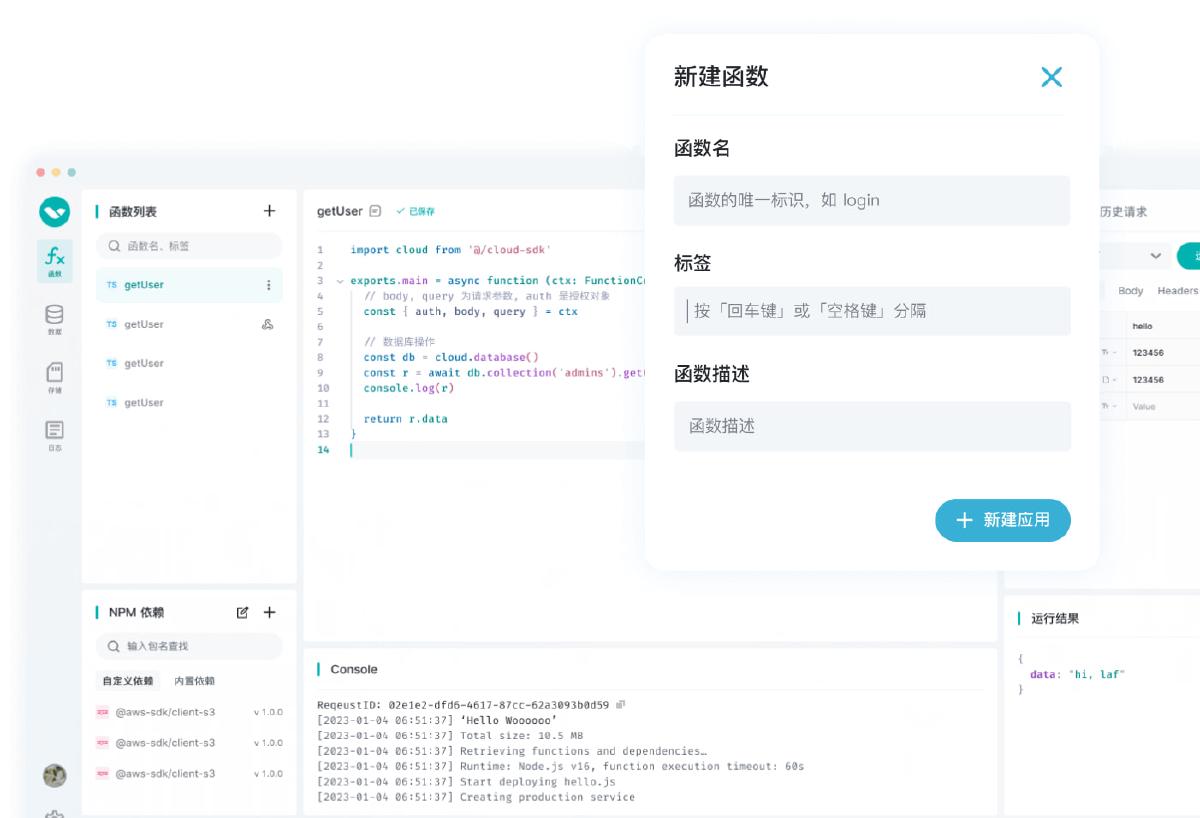 新建函数
函数名
函数的唯一标识，如 login
标签
按「回车键」或「空格键」分隔
函数描述
函数描述
新建应用
函数
数据
存储
日志
函数列表
函数名、标签
TS getUser
TS getUser
TS getUser
TS getUser
NPM 依赖
输入包名查找
自定义依赖 内置依赖
@aws-sdk/client-s3 v 1.0.0
@aws-sdk/client-s3 v 1.0.0
@aws-sdk/client-s3 v 1.0.0
getUser 已保存
1 import cloud from '@/cloud-sdk'
2
3 exports.main = async function (ctx: FunctionC
4 // body, query 为请求参数, auth 是授权对象
5 const { auth, body, query } = ctx
6
7 // 数据库操作
8 const db = cloud.database()
9 const r = await db.collection('admins').get(
10 console.log(r)
11
12 return r.data
13 }
14
Console
ReqeustID: 02e1e2-dfd6-4617-87cc-62a3093b0d59
[2023-01-04 06:51:37] ‘Hello Woooooo’
[2023-01-04 06:51:37] Total size: 10.5 MB
[2023-01-04 06:51:37] Retrieving functions and dependencies…
[2023-01-04 06:51:37] Runtime: Node.js v16, function execution timeout: 60s
[2023-01-04 06:51:37] Start deploying hello.js
[2023-01-04 06:51:37] Creating production service
历史请求
Body Headers
hello
123456
123456
Value
运行结果
{
data: "hi, laf"
}